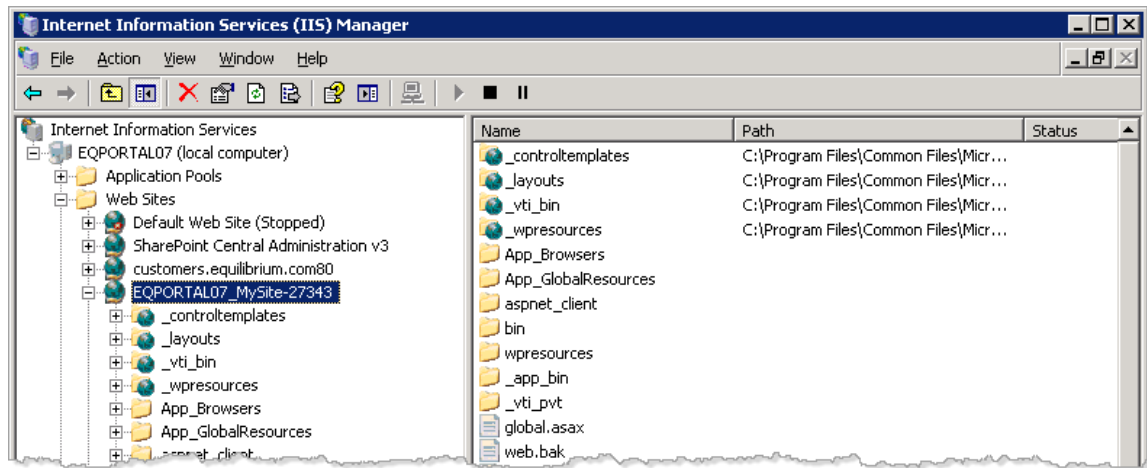 Internet Information Services (IIS) Manager
File Action View Window Help
Internet Information Services
EQPORTAL07 (local computer)
Application Pools
Web Sites
Default Web Site (Stopped)
SharePoint Central Administration v3
customers.equilibrium.com80
EQPORTAL07_MySite-27343
_controltemplates
_layouts
_vti_bin
_wpresources
App_Browsers
App_GlobalResources
aspnet_client
Name Path Status
_controltemplates C:\Program Files\Common Files\Micr...
_layouts C:\Program Files\Common Files\Micr...
_vti_bin C:\Program Files\Common Files\Micr...
_wpresources C:\Program Files\Common Files\Micr...
App_Browsers
App_GlobalResources
aspnet_client
bin
wpresources
_app_bin
_vti_pvt
global.asax
web.bak